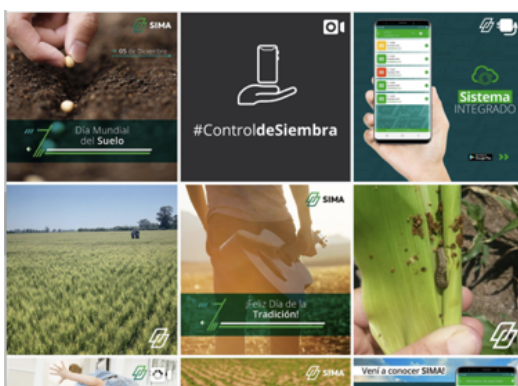 SIMA
05 de Diciembre
Día Mundial
del Suelo
#ControldeSiembra
Sistema
INTEGRADO
SIMA
¡Feliz Día de la
Tradición!
SIMA
Vení a conocer SIMA!